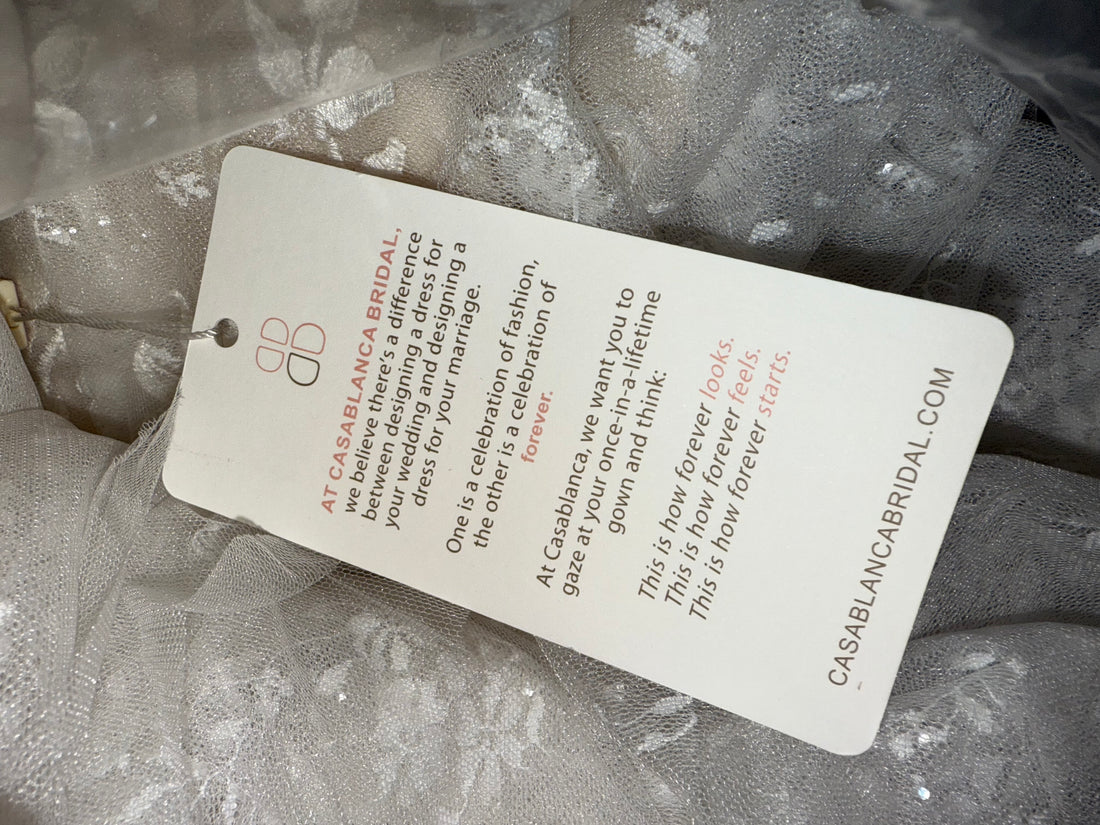 AT CASABLANCA BRIDAL,
we believe there's a difference
between designing a dress for
your wedding and designing a
dress for your marriage.
One is a celebration of fashion,
the other is a celebration of
forever.
At Casablanca, we want you to
gaze at your once-in-a-lifetime
gown and think:
This is how forever looks.
This is how forever feels.
This is how forever starts.
CASABLANCABRIDAL.COM